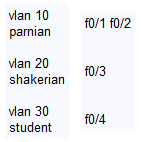 vlan 10
parnian
f0/1 f0/2
vlan 20
shakerian
f0/3
vlan 30
student
f0/4